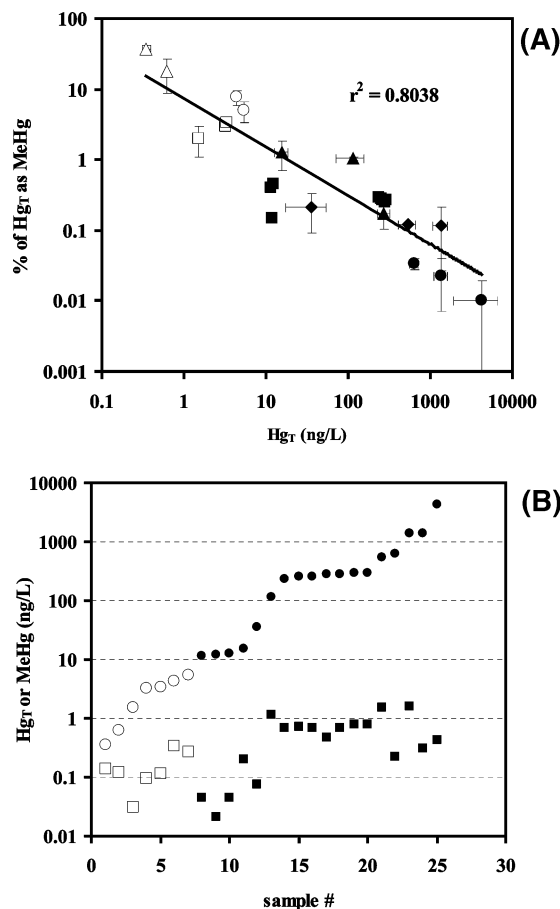 (A)
100%
10
1
0.1
0.01
0.001
% of HgT as MeHg
r2 = 0.8038
0.1 1 10 100 1000 10000
HgT (ng/L)
(B)
10000
1000
100
10
1
0.1
0.01
HgT or MeHg (ng/L)
0 5 10 15 20 25 30
sample #